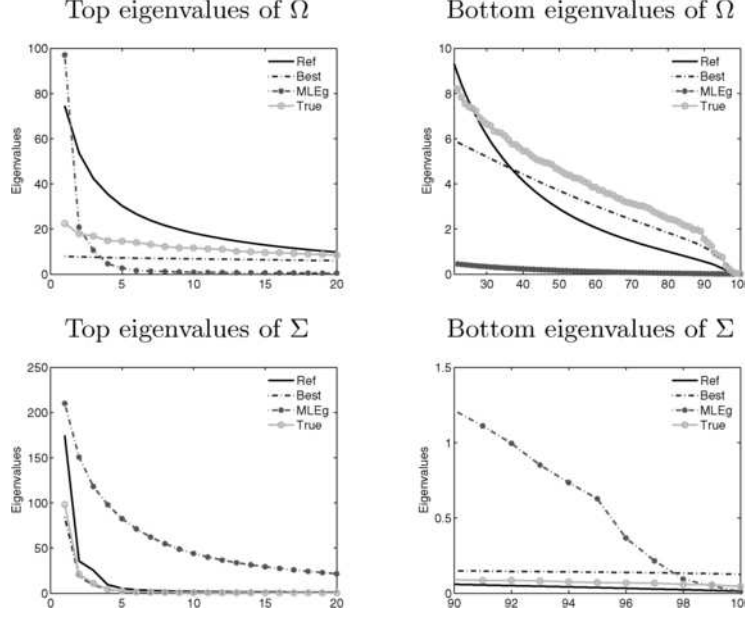 Top eigenvalues of Ω
Bottom eigenvalues of Ω
100
80
60
40
20
0
Eigenvalues
Ref
Best
MLEg
True
0 5 10 15 20
10
8
6
4
2
0
Eigenvalues
Ref
Best
MLEg
True
30 40 50 60 70 80 90 100
Top eigenvalues of Σ
Bottom eigenvalues of Σ
250
200
150
100
50
0
Eigenvalues
Ref
Best
MLEg
True
0 5 10 15 20
1.5
1
0.5
0
Eigenvalues
Ref
Best
MLEg
True
90 92 94 96 98 100